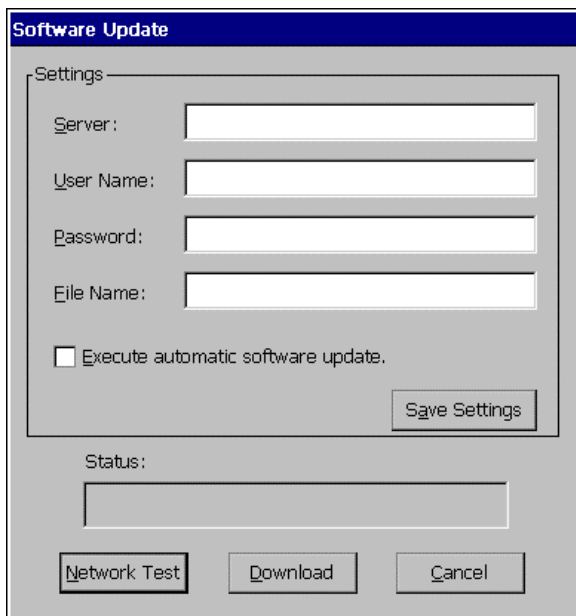 Software Update
Settings
Server:
User Name:
Password:
File Name:
Execute automatic software update.
Save Settings
Status:
Network Test Download Cancel